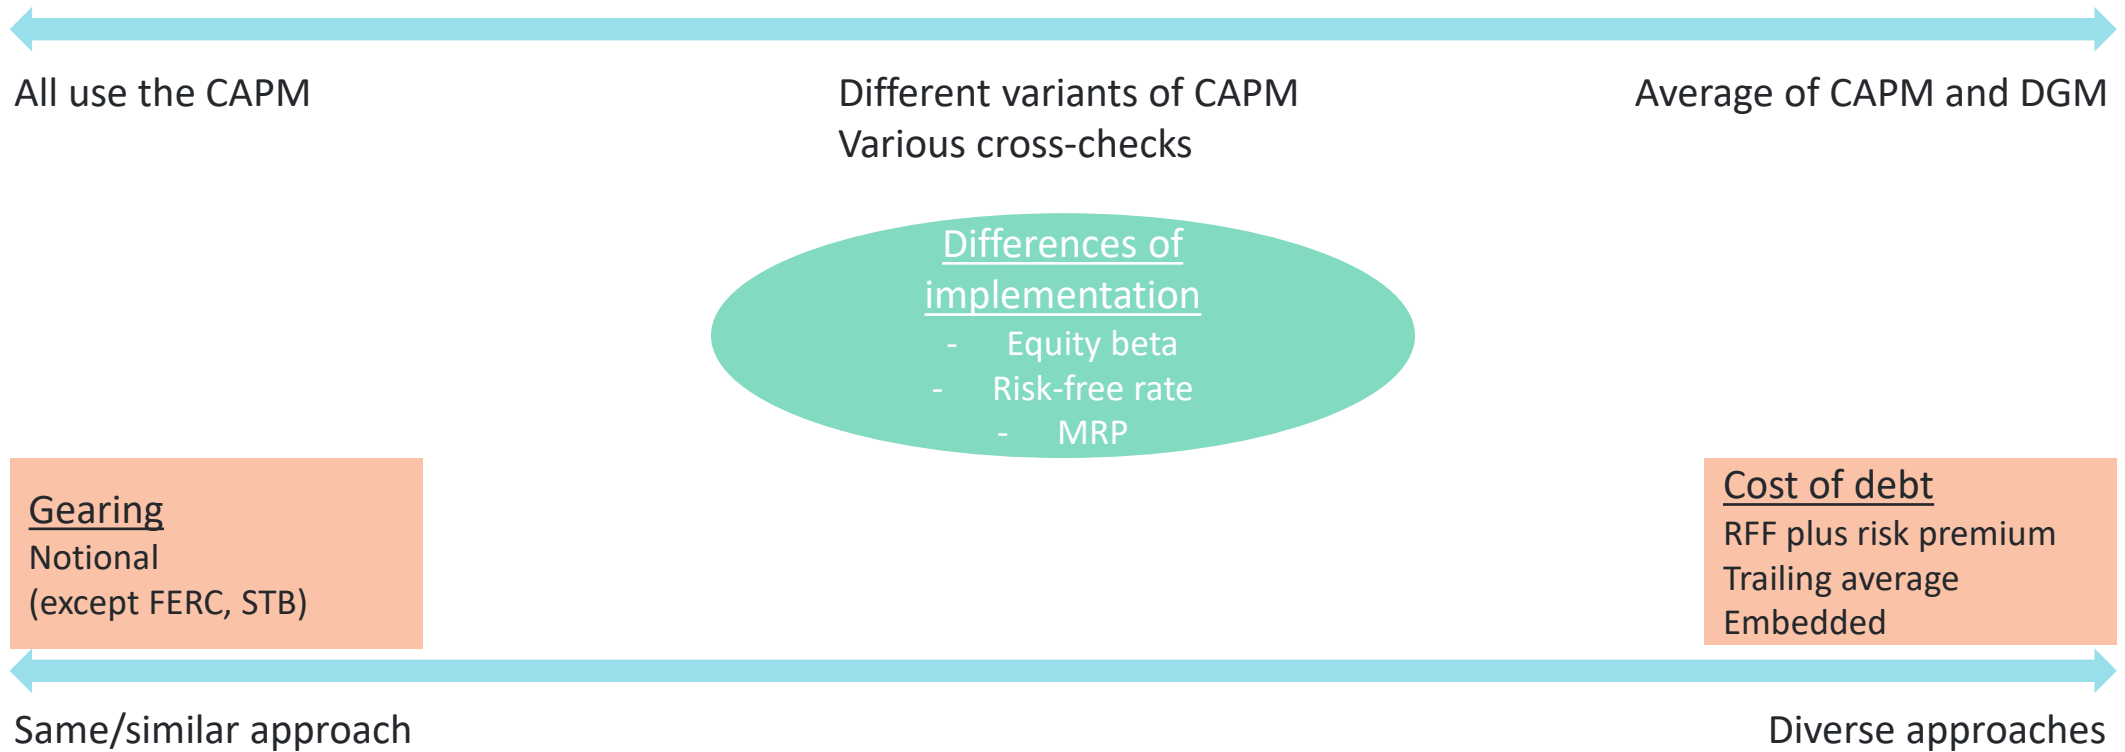 All use the CAPM
Different variants of CAPM
Various cross-checks
Average of CAPM and DGM
Differences of
implementation
- Equity beta
- Risk-free rate
- MRP
Gearing
Notional
(except FERC, STB)
Cost of debt
RFF plus risk premium
Trailing average
Embedded
Same/similar approach
Diverse approaches